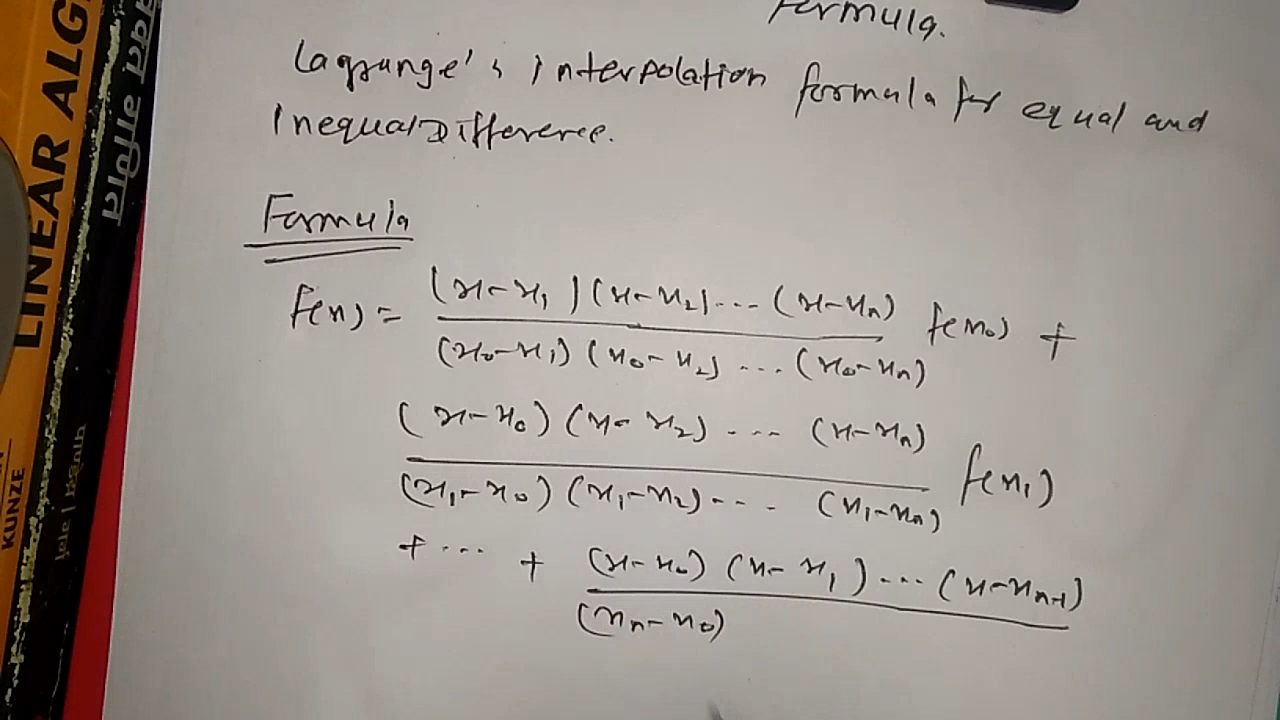 LINEAR ALG
KUNZE
Formula.
Lagrange's interpolation formula for equal and
Inequal Difference.
Formula
f(x) = (x-x₁)(x-x₂)...(x-xₙ) / (x₀-x₁)(x₀-x₂)...(x₀-xₙ) f(x₀) +
(x-x₀)(x-x₂)...(x-xₙ) / (x₁-x₀)(x₁-x₂)...(x₁-xₙ) f(x₁)
+ ... + (x-x₀)(x-x₁)...(x-xₙ₊₁) / (xₙ-x₀)